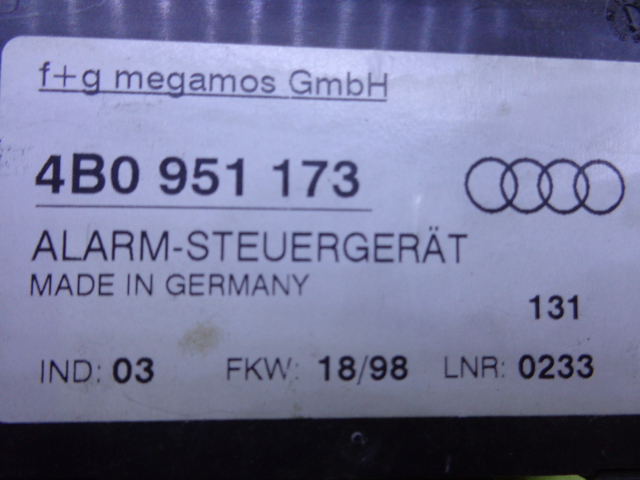 f+g megamos GmbH
4B0 951 173
ALARM-STEUERGERÄT
MADE IN GERMANY
131
IND: 03 FKW: 18/98 LNR: 0233